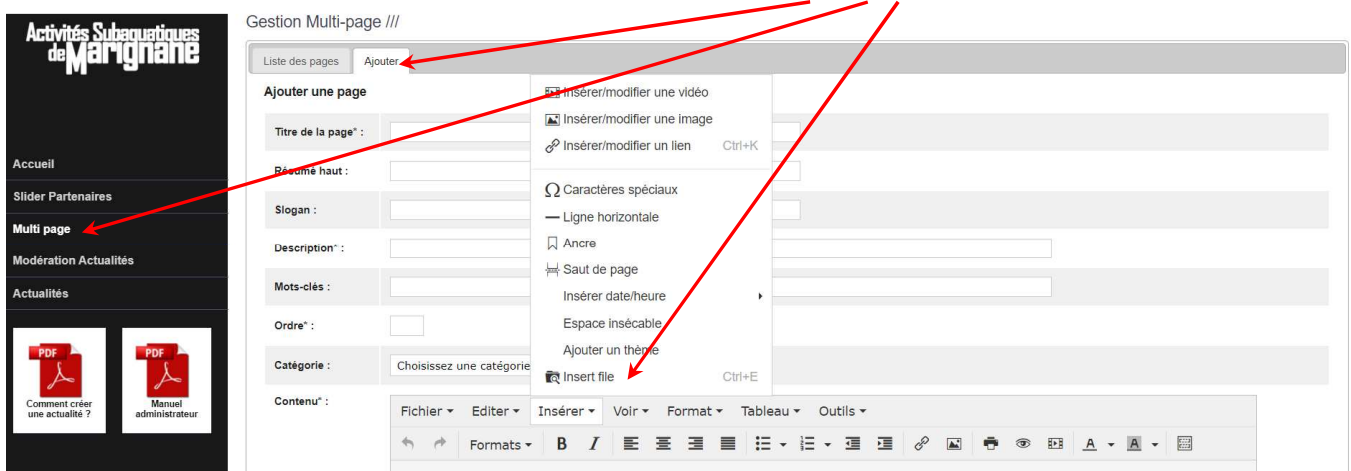 Activités Subaquatiques
de Marignane
Accueil
Slider Partenaires
Multi page
Modération Actualités
Actualités
PDF
Comment créer
une actualité ?
PDF
Manuel
administrateur
Gestion Multi-page ///
Liste des pages
Ajouter
Ajouter une page
Titre de la page* :
Résumé haut :
Slogan :
Description* :
Mots-clés :
Ordre* :
Catégorie :
Choisissez une catégorie
Contenu* :
Insérer/modifier une vidéo
Insérer/modifier une image
Insérer/modifier un lien Ctrl+K
Caractères spéciaux
Ligne horizontale
Ancre
Saut de page
Insérer date/heure
Espace insécable
Ajouter un thème
Insert file Ctrl+E
Fichier Editer Insérer Voir Format Tableau Outils
Formats B I A A